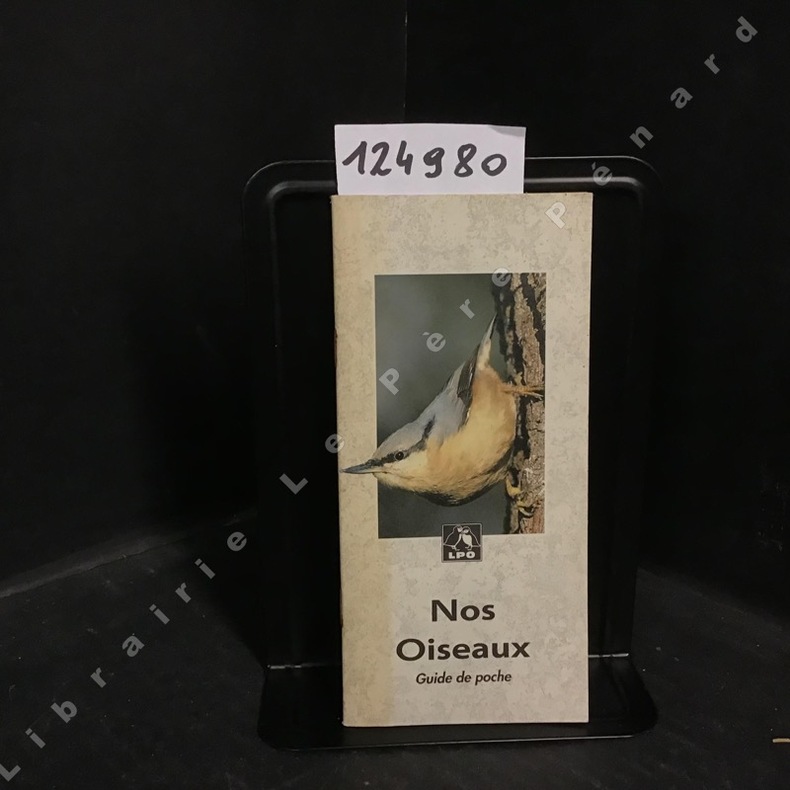 124980
LPO
Nos
Oiseaux
Guide de poche
Librairie Le Père Pénard